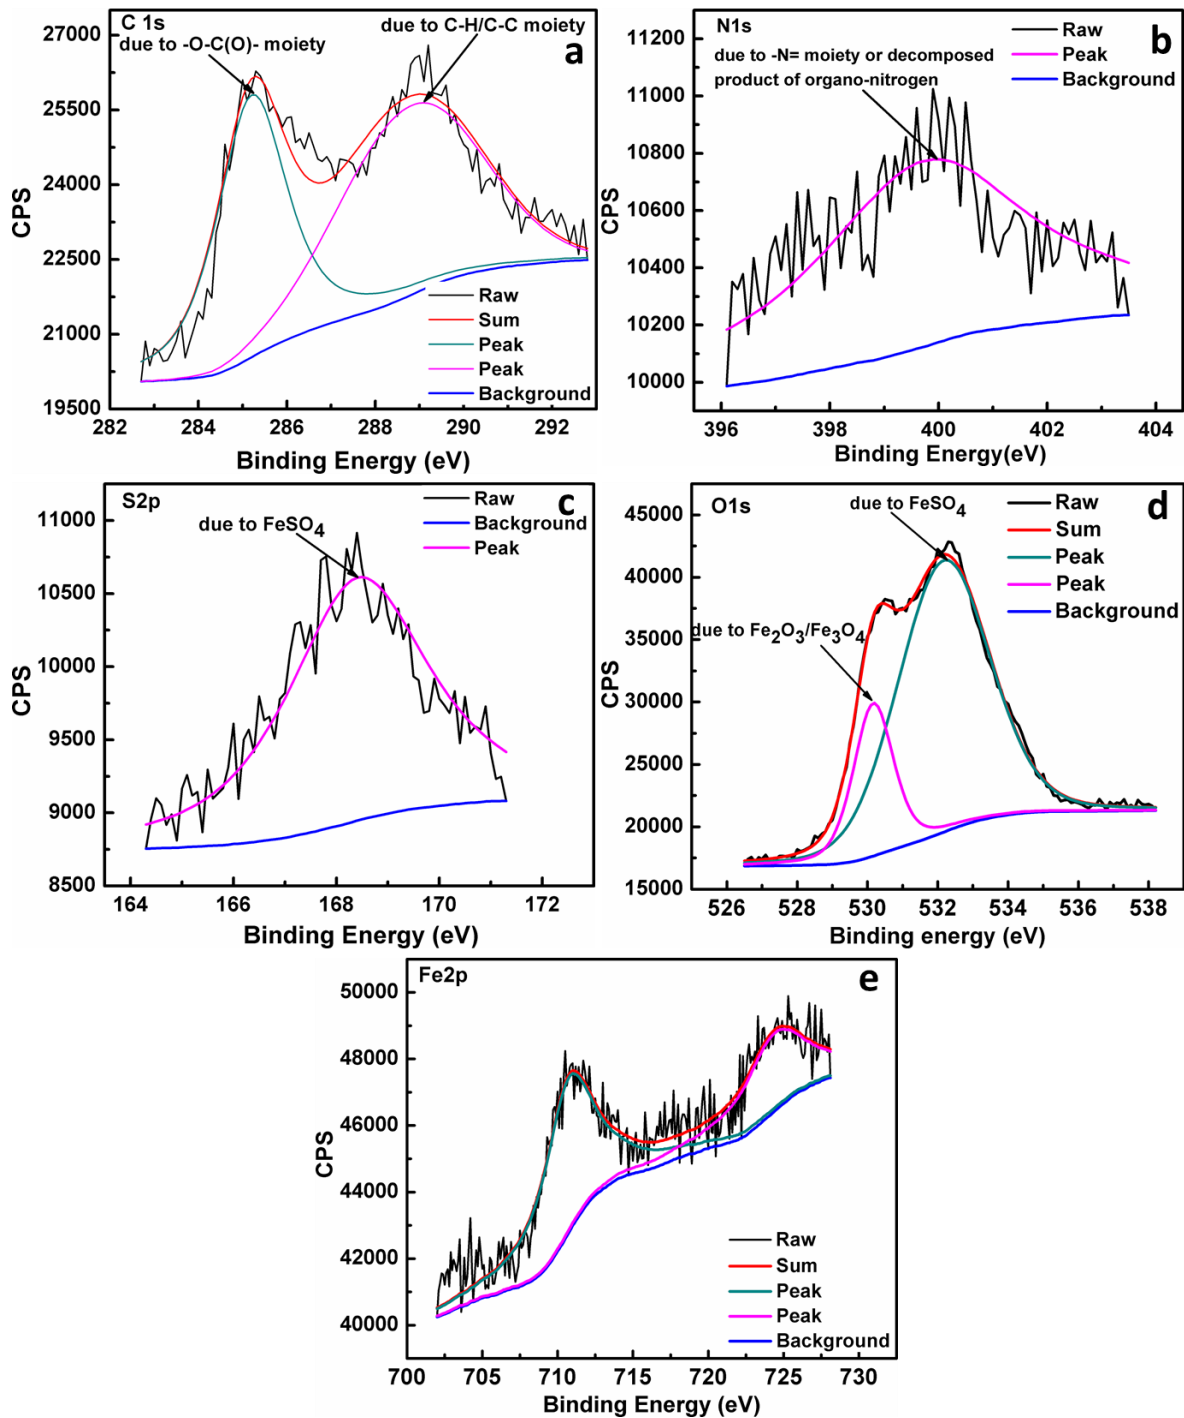 C 1s
due to C-H/C-C moiety
due to -O-C(O)- moiety
a
Raw
Sum
Peak
Peak
Background
27000
25500
24000
22500
21000
19500
CPS
282 284 286 288 290 292
Binding Energy (eV)
N1s
b
due to -N= moiety or decomposed
product of organo-nitrogen
Raw
Peak
Background
11200
11000
10800
10600
10400
10200
10000
CPS
396 398 400 402 404
Binding Energy(eV)
S2p
c
due to FeSO4
Raw
Background
Peak
11000
10500
10000
9500
9000
8500
CPS
164 166 168 170 172
Binding Energy (eV)
O1s
d
due to FeSO4
due to Fe2O3/Fe3O4
Raw
Sum
Peak
Peak
Background
45000
40000
35000
30000
25000
20000
15000
CPS
526 528 530 532 534 536 538
Binding energy (eV)
Fe2p
e
Raw
Sum
Peak
Peak
Background
50000
48000
46000
44000
42000
40000
CPS
700 705 710 715 720 725 730
Binding Energy (eV)